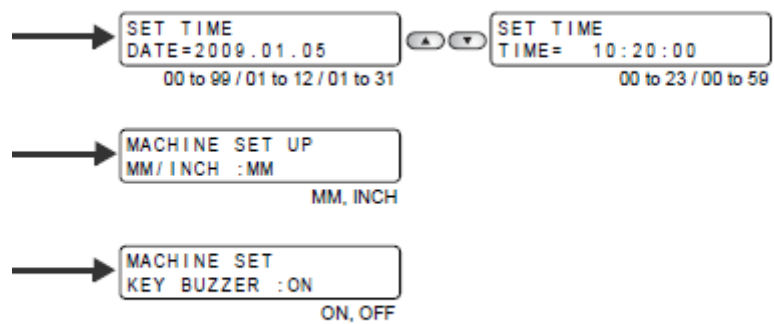 SET TIME
DATE=2009.01.05
00 to 99 / 01 to 12 / 01 to 31
SET TIME
TIME= 10:20:00
00 to 23 / 00 to 59
MACHINE SET UP
MM/INCH :MM
MM, INCH
MACHINE SET
KEY BUZZER :ON
ON, OFF